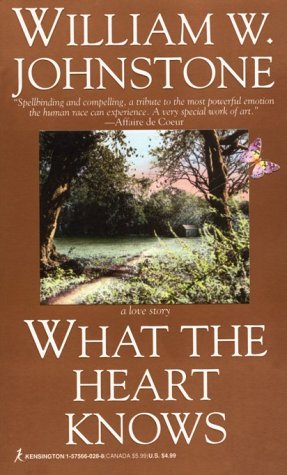 WILLIAM W.
JOHNSTONE
"Spellbinding and compelling, a tribute to the most powerful emotion
the human race can experience. A very special work of art."
—Affaire de Coeur
a love story
WHAT THE
HEART
KNOWS
KENSINGTON 1-57566-028-8/CANADA $5.99/U.S. $4.99